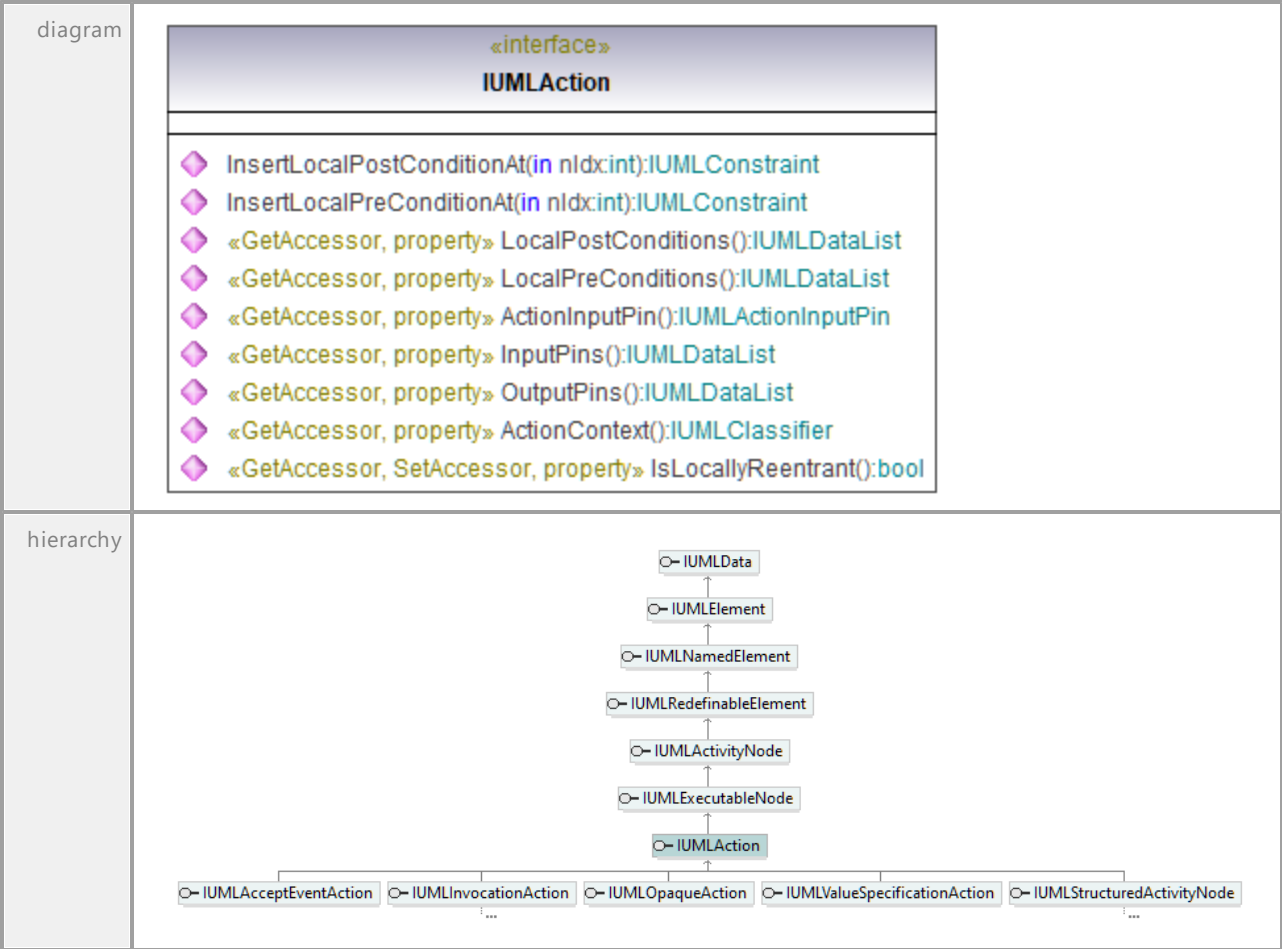 diagram
«interface»
IUMLAction
InsertLocalPostConditionAt(in nIdx:int):IUMLConstraint
InsertLocalPreConditionAt(in nIdx:int):IUMLConstraint
«GetAccessor, property» LocalPostConditions():IUMLDataList
«GetAccessor, property» LocalPreConditions():IUMLDataList
«GetAccessor, property» ActionInputPin():IUMLActionInputPin
«GetAccessor, property» InputPins():IUMLDataList
«GetAccessor, property» OutputPins():IUMLDataList
«GetAccessor, property» ActionContext():IUMLClassifier
«GetAccessor, SetAccessor, property» IsLocallyReentrant():bool
hierarchy
IUMLData
IUMLElement
IUMLNamedElement
IUMLRedefinableElement
IUMLActivityNode
IUMLExecutableNode
IUMLAction
IUMLAcceptEventAction IUMLInvocationAction IUMLOpaqueAction IUMLValueSpecificationAction IUMLStructuredActivityNode
... ...